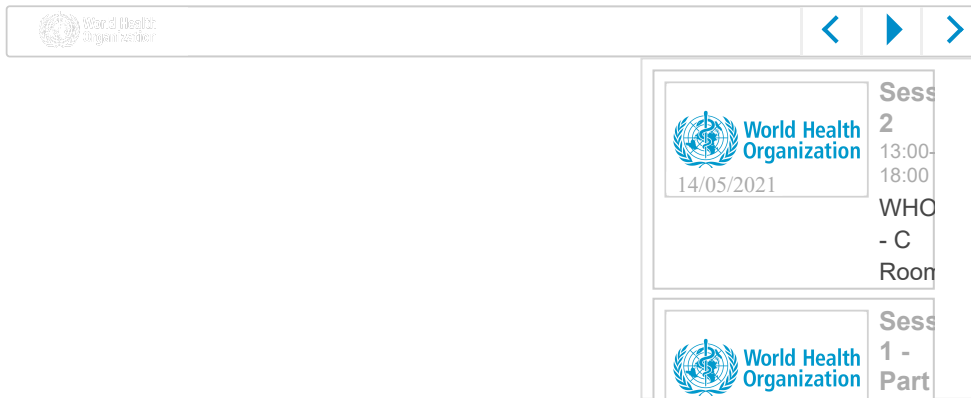 World Health
Organization
World Health
Organization
14/05/2021
Sess
2
13:00-
18:00
WHO
- C
Room
World Health
Organization
Sess
1 -
Part